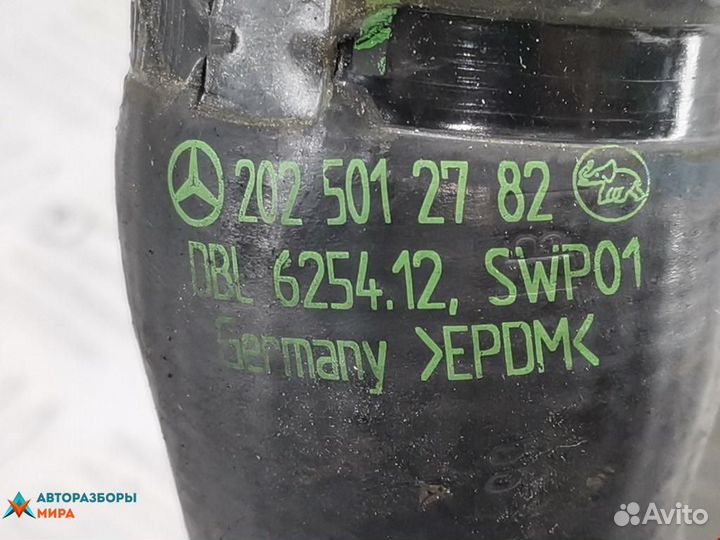 202 501 27 82
DBL 6254.12, SWP01
Germany >EPDM<
АВТОРАЗБОРЫ
МИРА
Avito